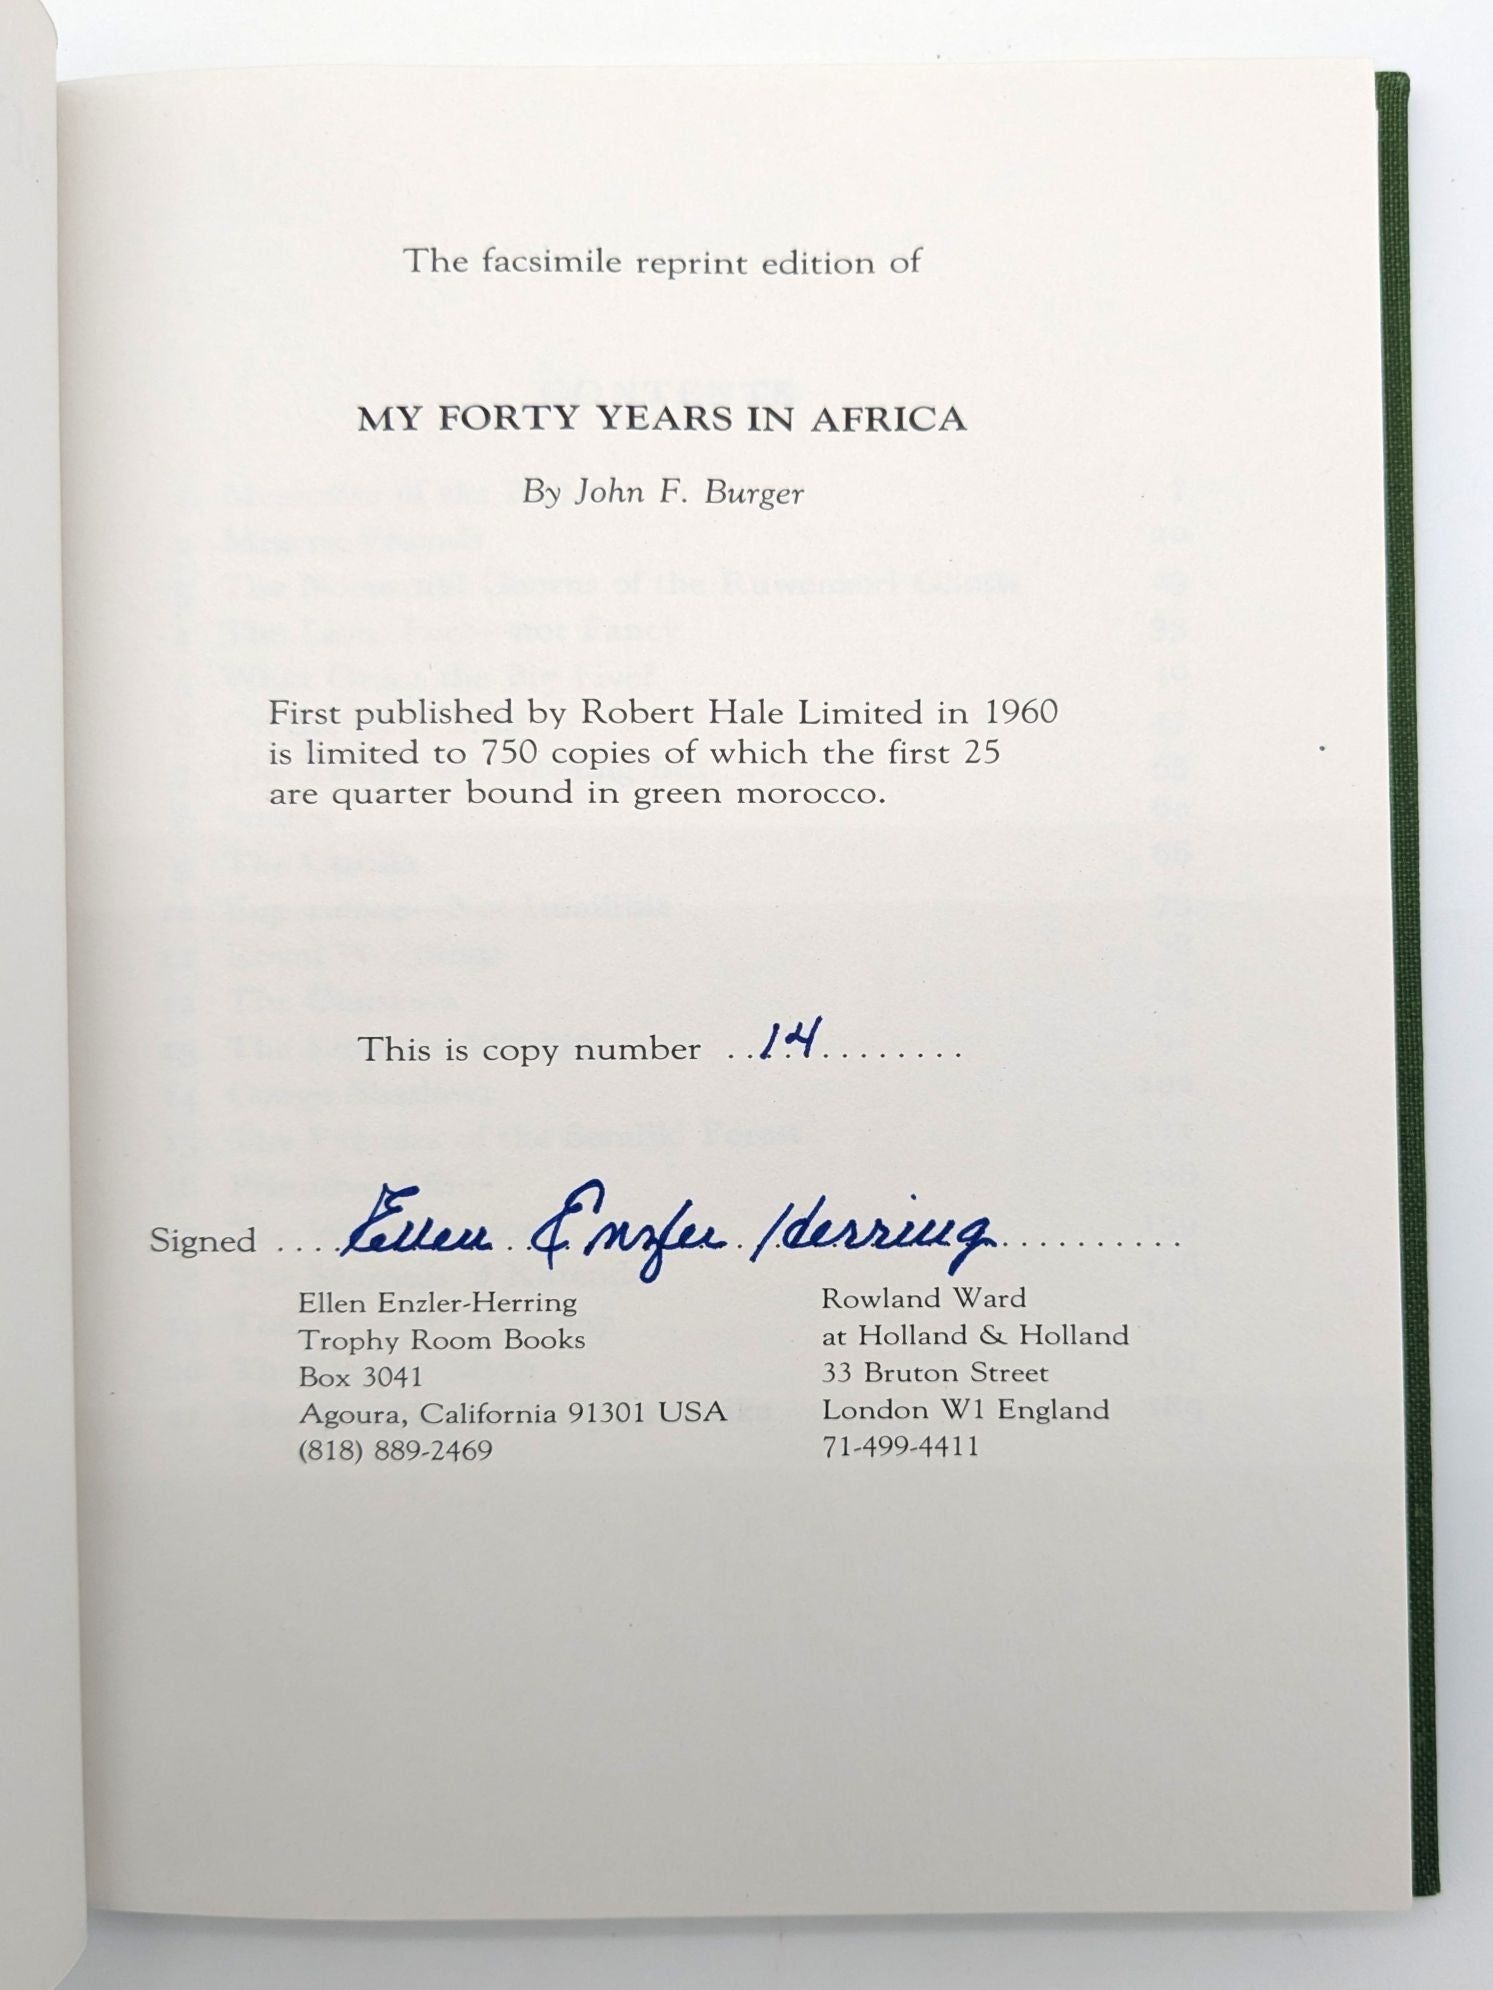 The facsimile reprint edition of
MY FORTY YEARS IN AFRICA
By John F. Burger
First published by Robert Hale Limited in 1960
is limited to 750 copies of which the first 25
are quarter bound in green morocco.
This is copy number ..14........
Signed .... Ellen Enzler Herring ..........
Ellen Enzler-Herring
Trophy Room Books
Box 3041
Agoura, California 91301 USA
(818) 889-2469
Rowland Ward
at Holland & Holland
33 Bruton Street
London W1 England
71-499-4411